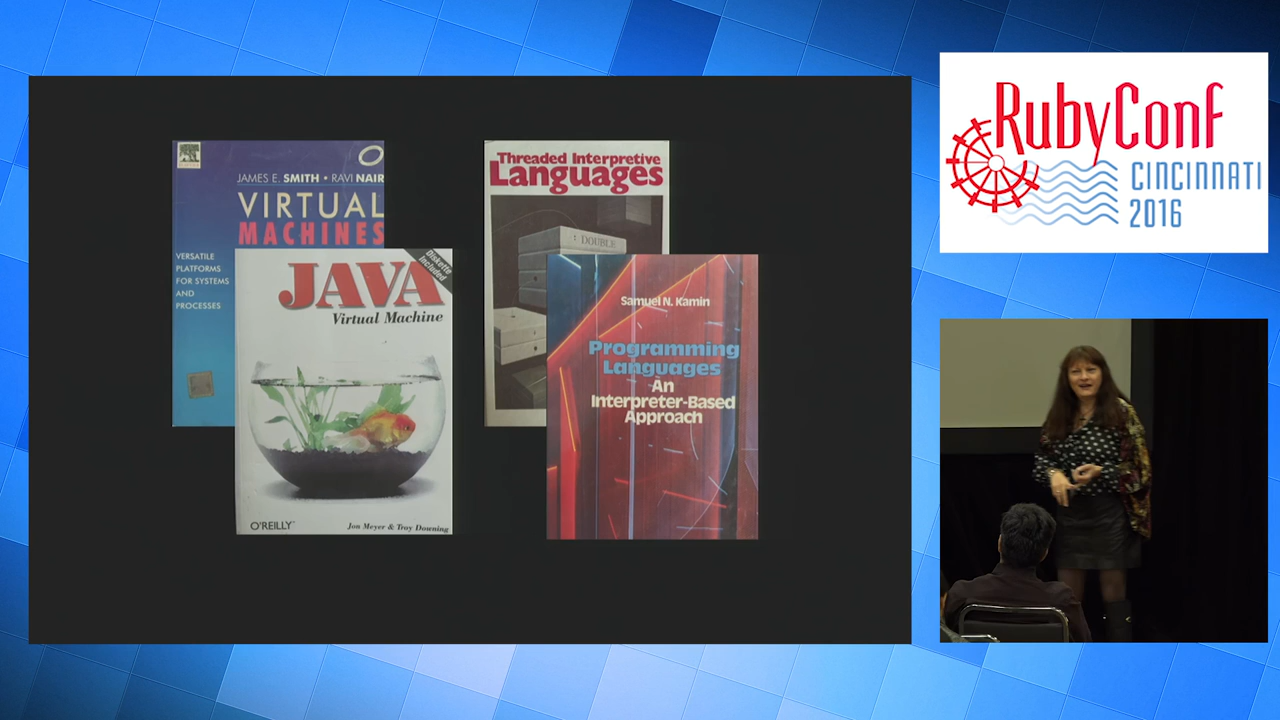 JAMES E. SMITH • RAVI NAIR
VIRTUAL
MACHINES
VERSATILE
PLATFORMS
FOR SYSTEMS
AND
PROCESSES
JAVA
Virtual Machine
Diskette
Included
O'REILLY
Jon Meyer & Troy Downing
Threaded Interpretive
Languages
: DOUBLE
Samuel N. Kamin
Programming
Languages
An
Interpreter-Based
Approach
RubyConf
CINCINNATI
2016